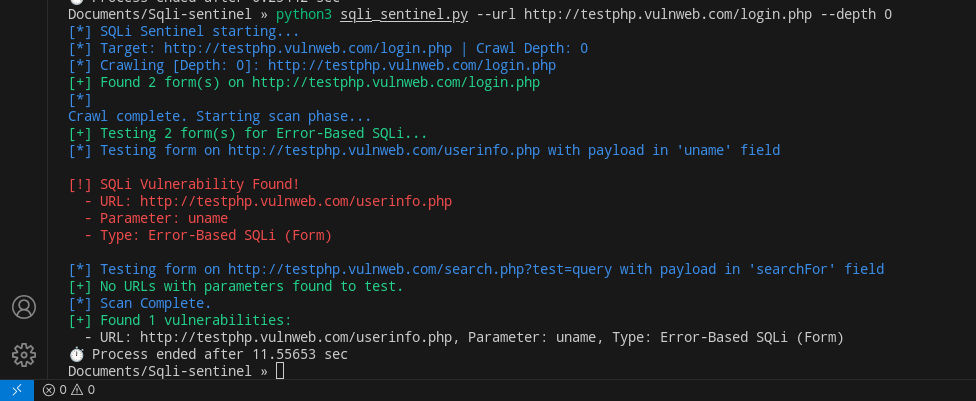 Documents/Sqli-sentinel » python3 sqli_sentinel.py --url http://testphp.vulnweb.com/login.php --depth 0
[*] SQLi Sentinel starting...
[*] Target: http://testphp.vulnweb.com/login.php | Crawl Depth: 0
[*] Crawling [Depth: 0]: http://testphp.vulnweb.com/login.php
[+] Found 2 form(s) on http://testphp.vulnweb.com/login.php
[*]
Crawl complete. Starting scan phase...
[+] Testing 2 form(s) for Error-Based SQLi...
[*] Testing form on http://testphp.vulnweb.com/userinfo.php with payload in 'uname' field
[!] SQLi Vulnerability Found!
- URL: http://testphp.vulnweb.com/userinfo.php
- Parameter: uname
- Type: Error-Based SQLi (Form)
[*] Testing form on http://testphp.vulnweb.com/search.php?test=query with payload in 'searchFor' field
[+] No URLs with parameters found to test.
[*] Scan Complete.
[+] Found 1 vulnerabilities:
- URL: http://testphp.vulnweb.com/userinfo.php, Parameter: uname, Type: Error-Based SQLi (Form)
⏱ Process ended after 11.55653 sec
Documents/Sqli-sentinel »
0 0